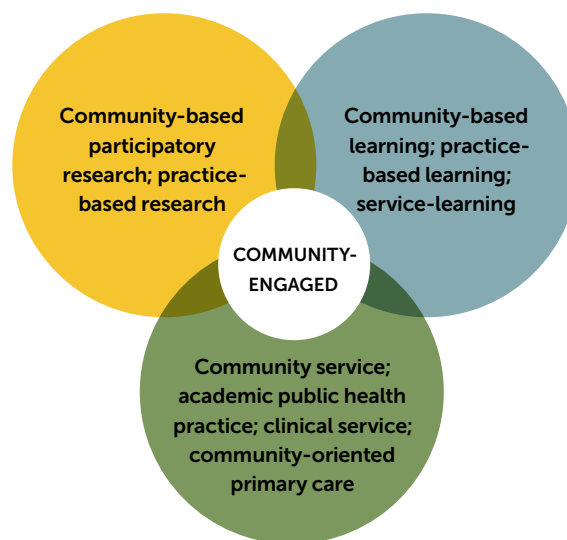 Community-based
participatory
research; practice-
based research
Community-based
learning; practice-
based learning;
service-learning
COMMUNITY-
ENGAGED
Community service;
academic public health
practice; clinical service;
community-oriented
primary care